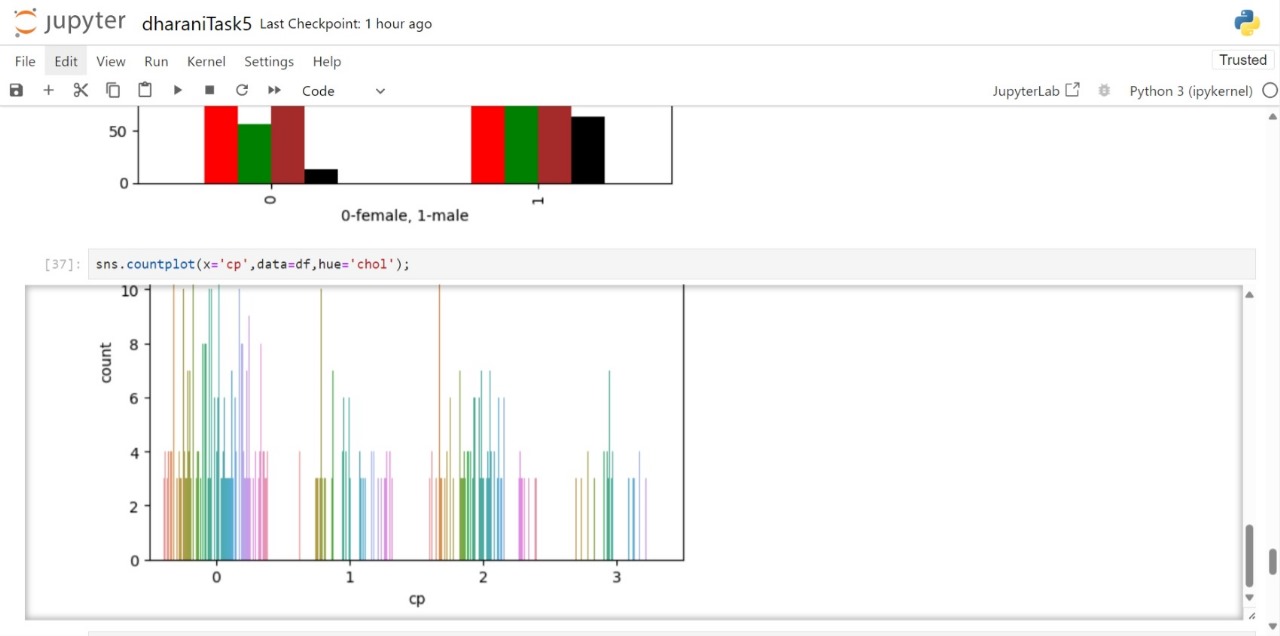 jupyter dharaniTask5 Last Checkpoint: 1 hour ago
File Edit View Run Kernel Settings Help Trusted
Code JupyterLab Python 3 (ipykernel)
50
0
0 1
0-female, 1-male
[37]: sns.countplot(x='cp',data=df,hue='chol');
10
8
6
4
2
0
count
0 1 2 3
cp